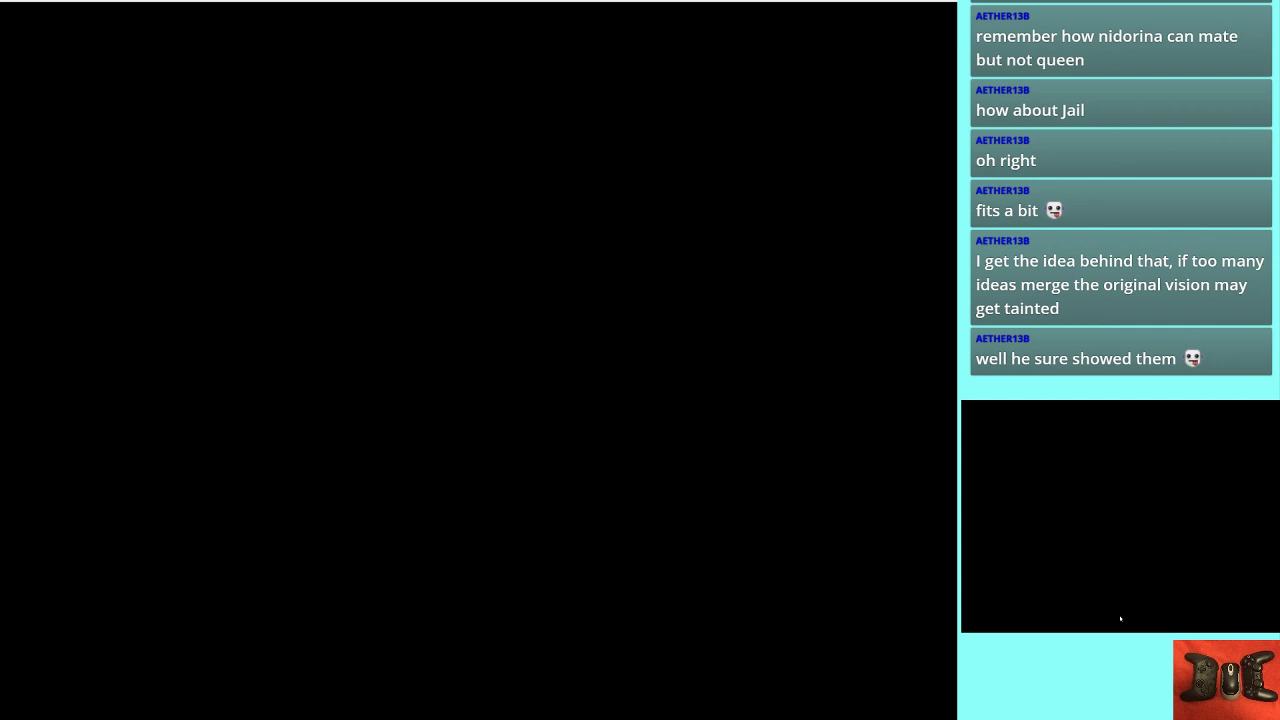 AETHER13B
remember how nidorina can mate
but not queen
AETHER13B
how about Jail
AETHER13B
oh right
AETHER13B
fits a bit
AETHER13B
I get the idea behind that, if too many
ideas merge the original vision may
get tainted
AETHER13B
well he sure showed them